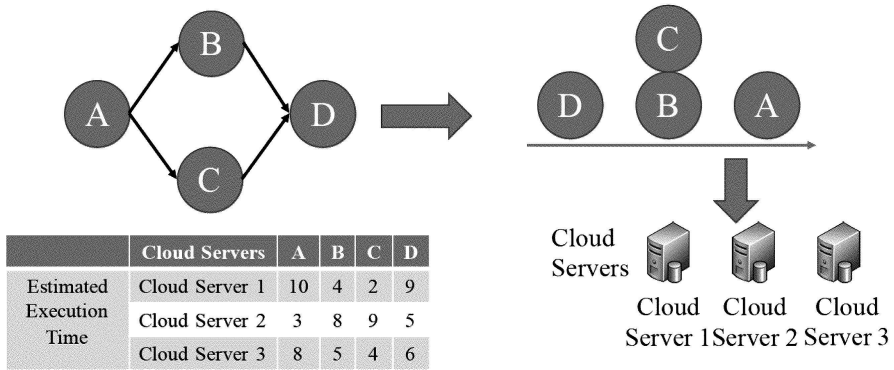 A
B
C
D
C
D
B
A
Cloud Servers A B C D
Estimated Execution Time
Cloud Server 1 10 4 2 9
Cloud Server 2 3 8 9 5
Cloud Server 3 8 5 4 6
Cloud
Servers
Cloud
Server 1
Cloud
Server 2
Cloud
Server 3